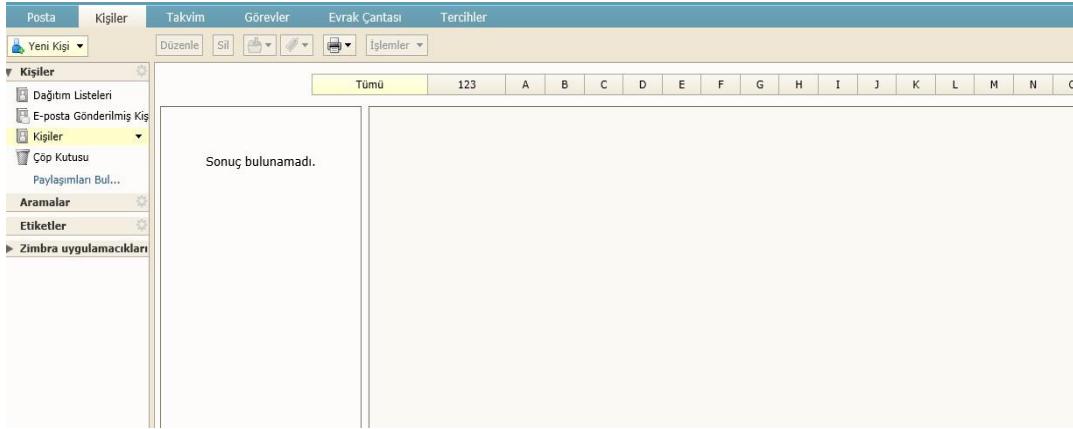 Posta Kişiler Takvim Görevler Evrak Çantası Tercihler
Yeni Kişi Düzenle Sil İşlemler
Kişiler
Tümü 123 A B C D E F G H I J K L M N
Dağıtım Listeleri
E-posta Gönderilmiş Kiş
Kişiler
Çöp Kutusu
Sonuç bulunamadı.
Paylaşımları Bul...
Aramalar
Etiketler
Zimbra uygulamacıkları